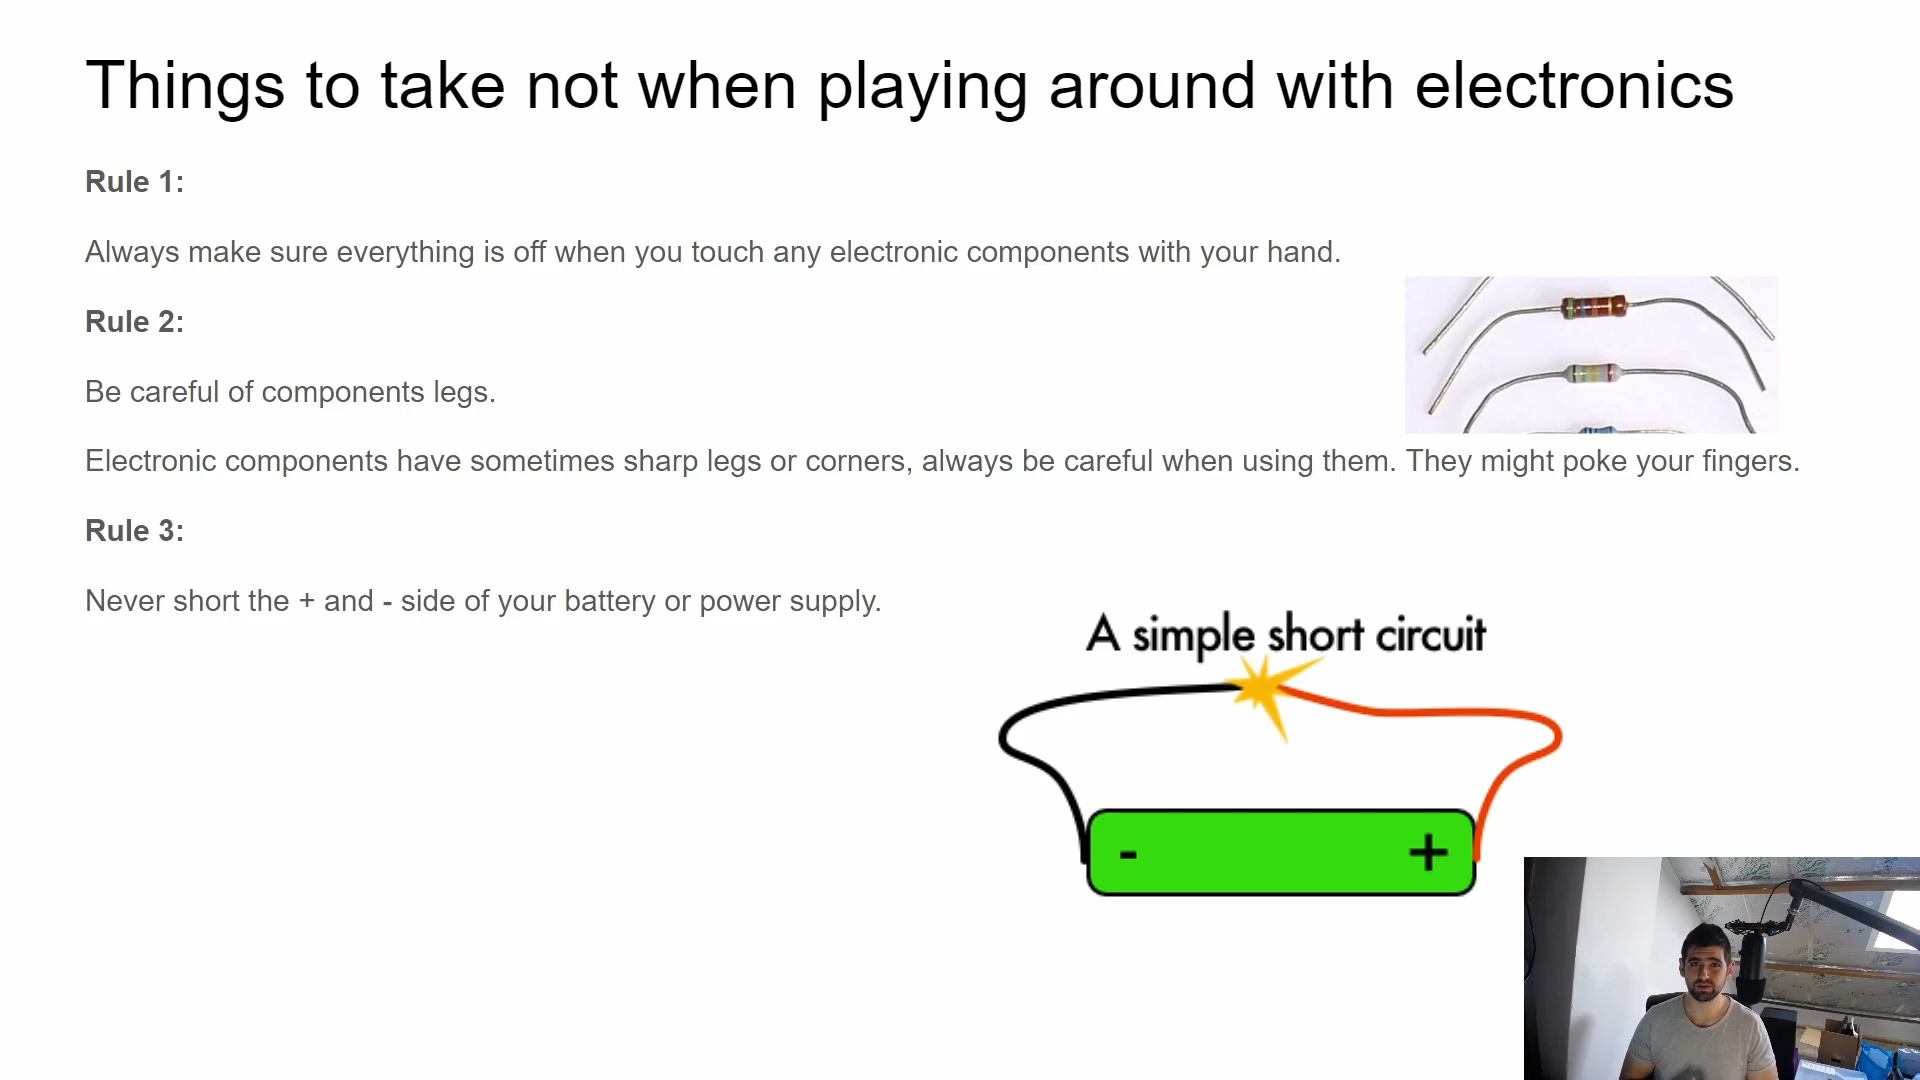 Things to take not when playing around with electronics
Rule 1:
Always make sure everything is off when you touch any electronic components with your hand.
Rule 2:
Be careful of components legs.
Electronic components have sometimes sharp legs or corners, always be careful when using them. They might poke your fingers.
Rule 3:
Never short the + and - side of your battery or power supply.
A simple short circuit
- +